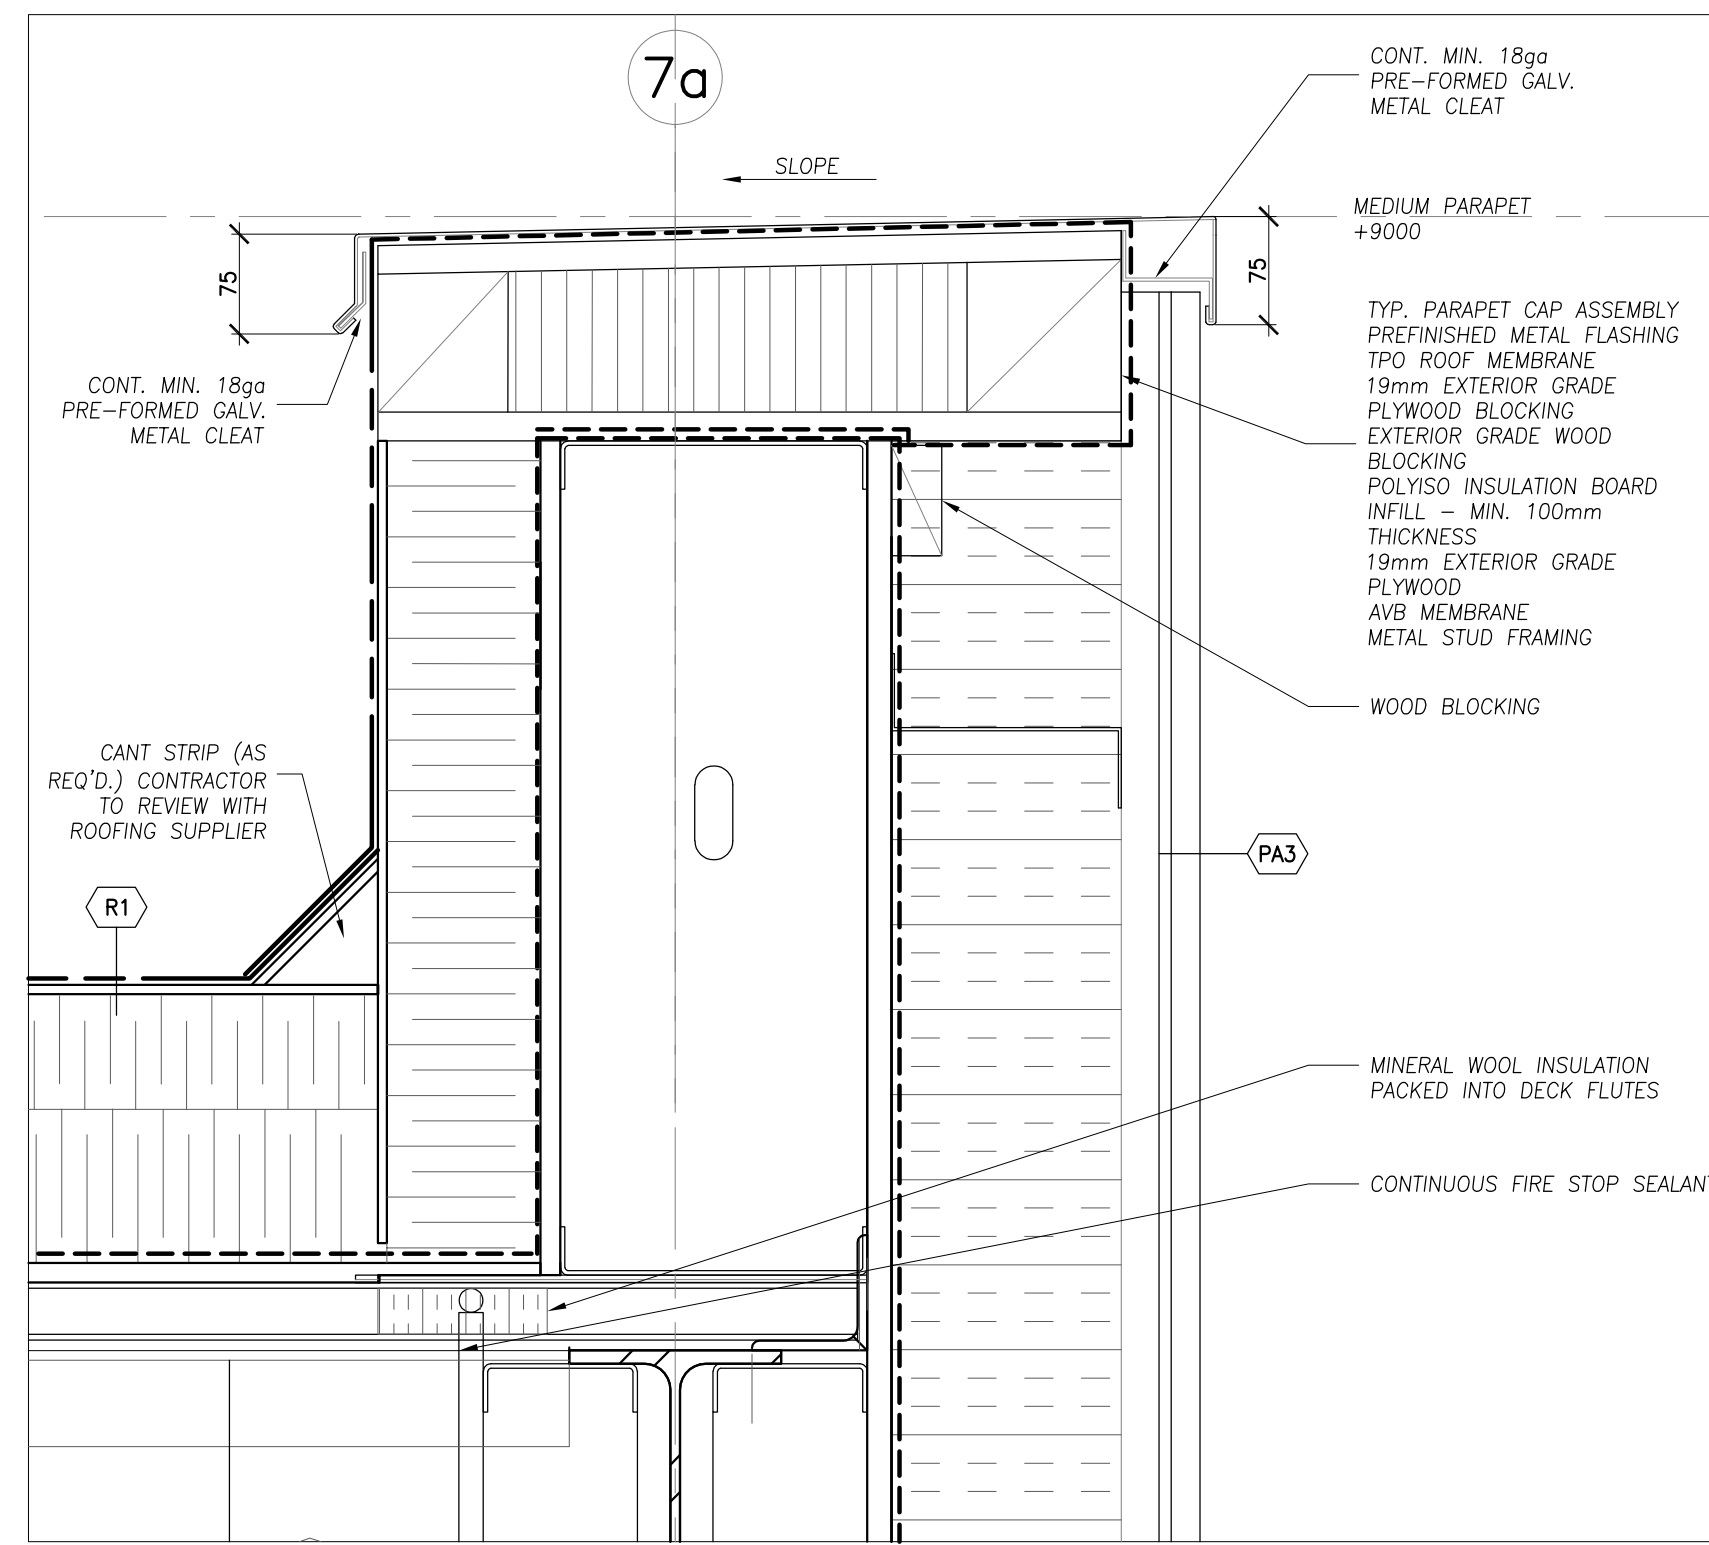 7a
CONT. MIN. 18ga
PRE-FORMED GALV.
METAL CLEAT
SLOPE
MEDIUM PARAPET
+9000
75
75
TYP. PARAPET CAP ASSEMBLY
PREFINISHED METAL FLASHING
TPO ROOF MEMBRANE
19mm EXTERIOR GRADE
PLYWOOD BLOCKING
EXTERIOR GRADE WOOD
BLOCKING
POLYISO INSULATION BOARD
INFILL – MIN. 100mm
THICKNESS
19mm EXTERIOR GRADE
PLYWOOD
AVB MEMBRANE
METAL STUD FRAMING
CONT. MIN. 18ga
PRE-FORMED GALV.
METAL CLEAT
WOOD BLOCKING
CANT STRIP (AS
REQ'D.) CONTRACTOR
TO REVIEW WITH
ROOFING SUPPLIER
PA3
R1
MINERAL WOOL INSULATION
PACKED INTO DECK FLUTES
CONTINUOUS FIRE STOP SEALANT